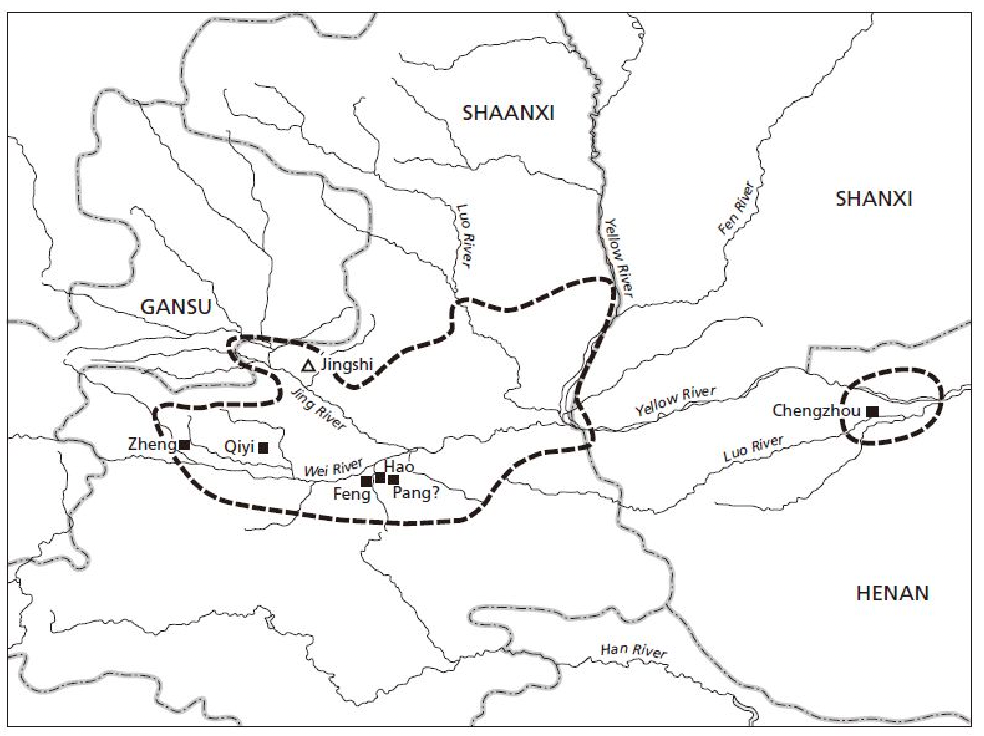 SHAANXI
SHANXI
Fen River
Luo River
Yellow River
GANSU
Jingshi
Jing River
Yellow River
Chengzhou
Zheng
Qiyi
Luo River
Wei River
Hao
Feng
Pang?
HENAN
Han River